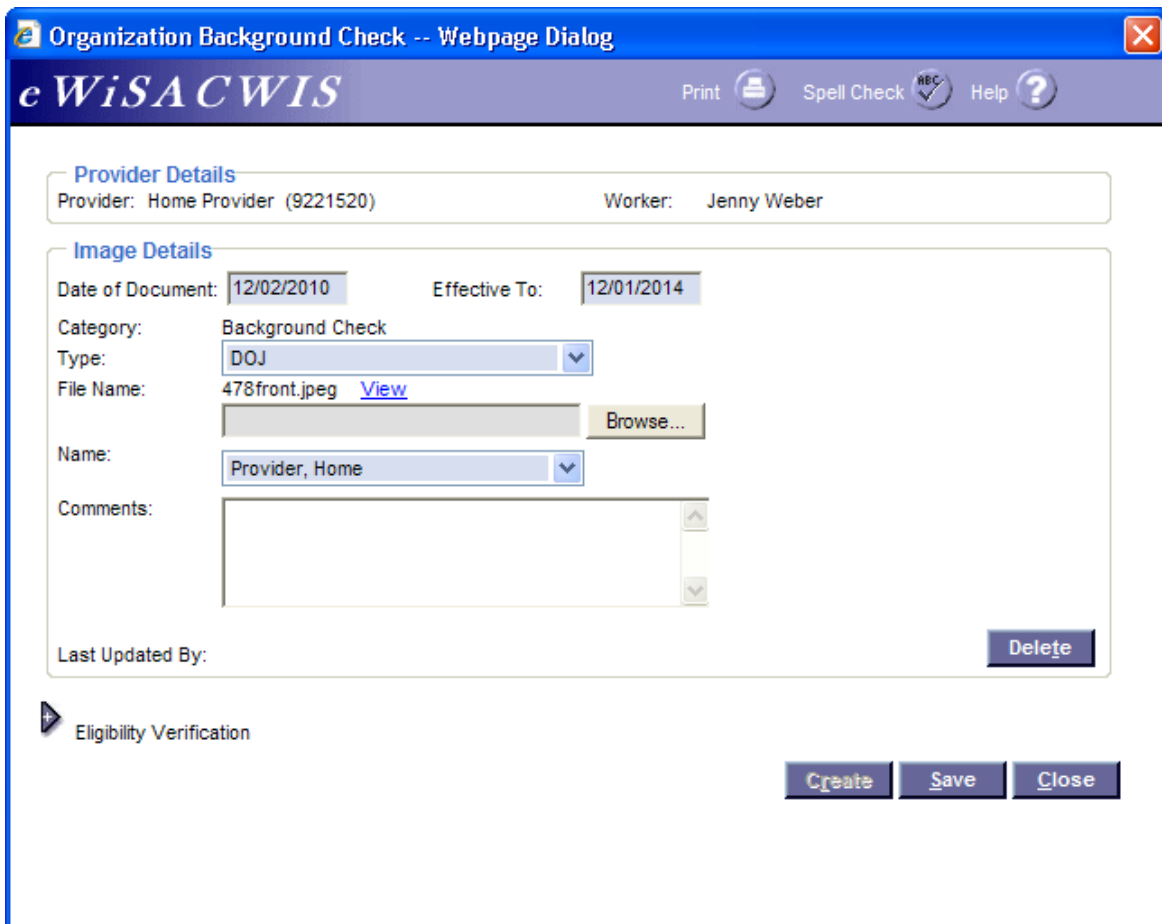 Organization Background Check -- Webpage Dialog
eWiSACWIS Print ABC Spell Check Help ?
Provider Details
Provider: Home Provider (9221520) Worker: Jenny Weber
Image Details
Date of Document: 12/02/2010 Effective To: 12/01/2014
Category: Background Check
Type: DOJ
File Name: 478front.jpeg View
Browse...
Name: Provider, Home
Comments:
Last Updated By: Delete
Eligibility Verification
Create Save Close